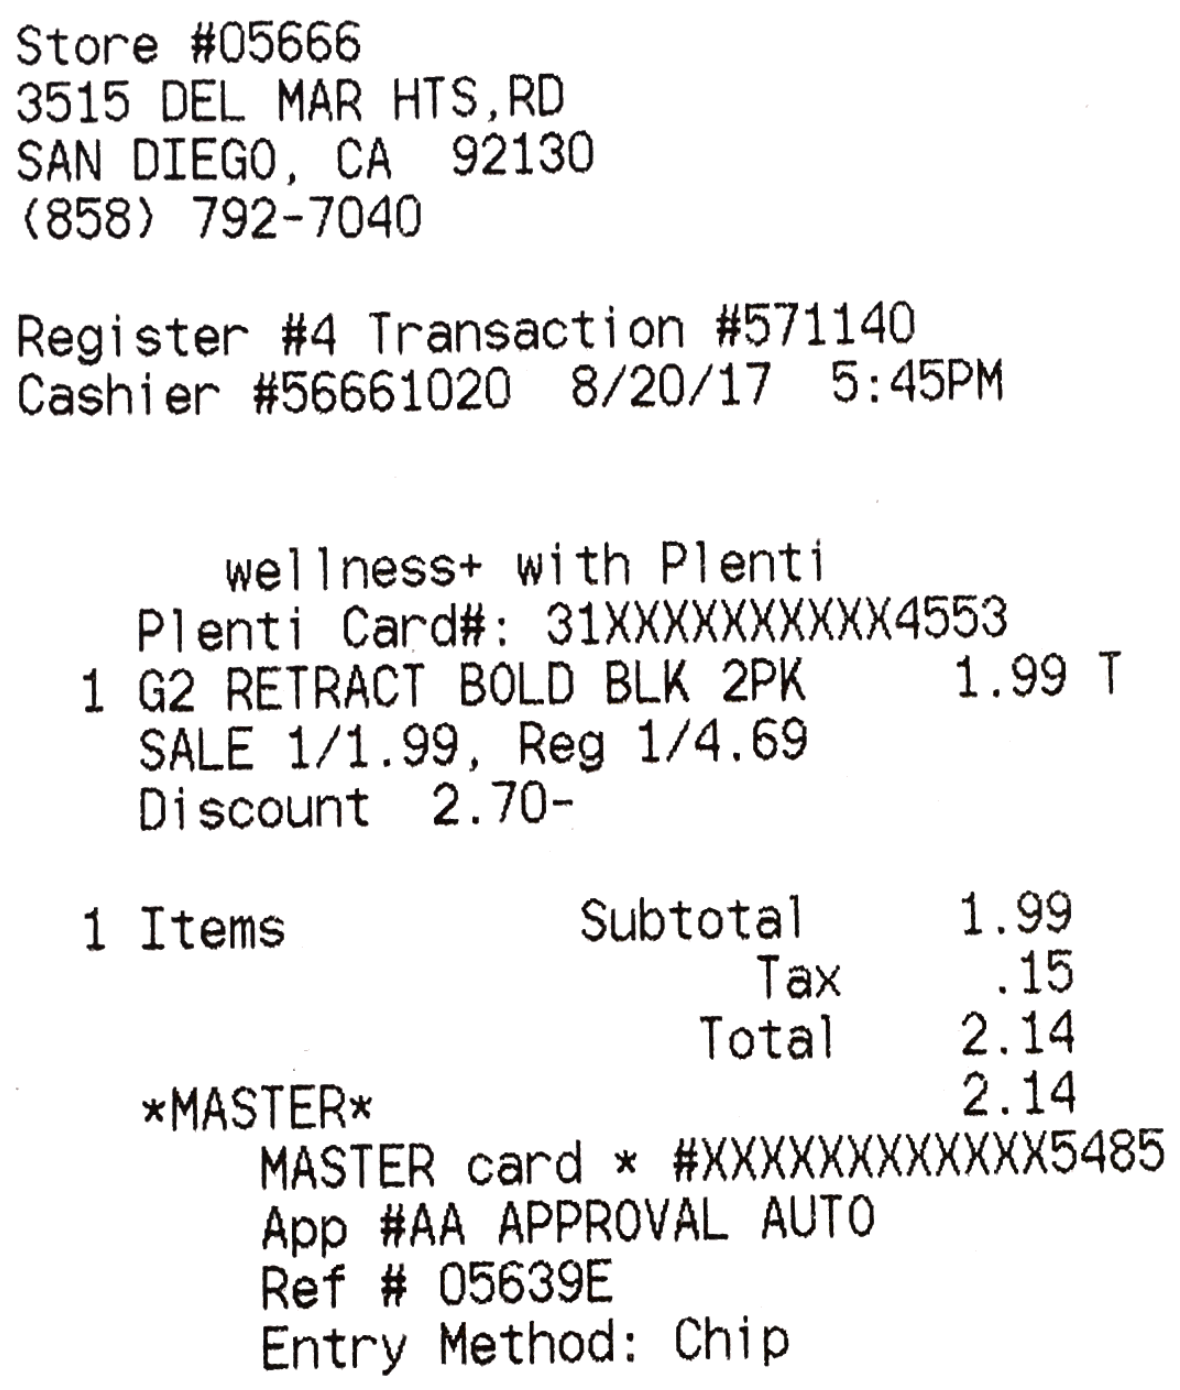 Store #05666
3515 DEL MAR HTS,RD
SAN DIEGO, CA  92130
(858) 792-7040
Register #4 Transaction #571140
Cashier #56661020  8/20/17  5:45PM
wellness+ with Plenti
Plenti Card#: 31XXXXXXXXXX4553
1 G2 RETRACT BOLD BLK 2PK     1.99 T
SALE 1/1.99, Reg 1/4.69
Discount  2.70-
1 Items          Subtotal     1.99
Tax     .15
Total    2.14
*MASTER*                    2.14
MASTER card * #XXXXXXXXXXXX5485
App #AA APPROVAL AUTO
Ref # 05639E
Entry Method: Chip